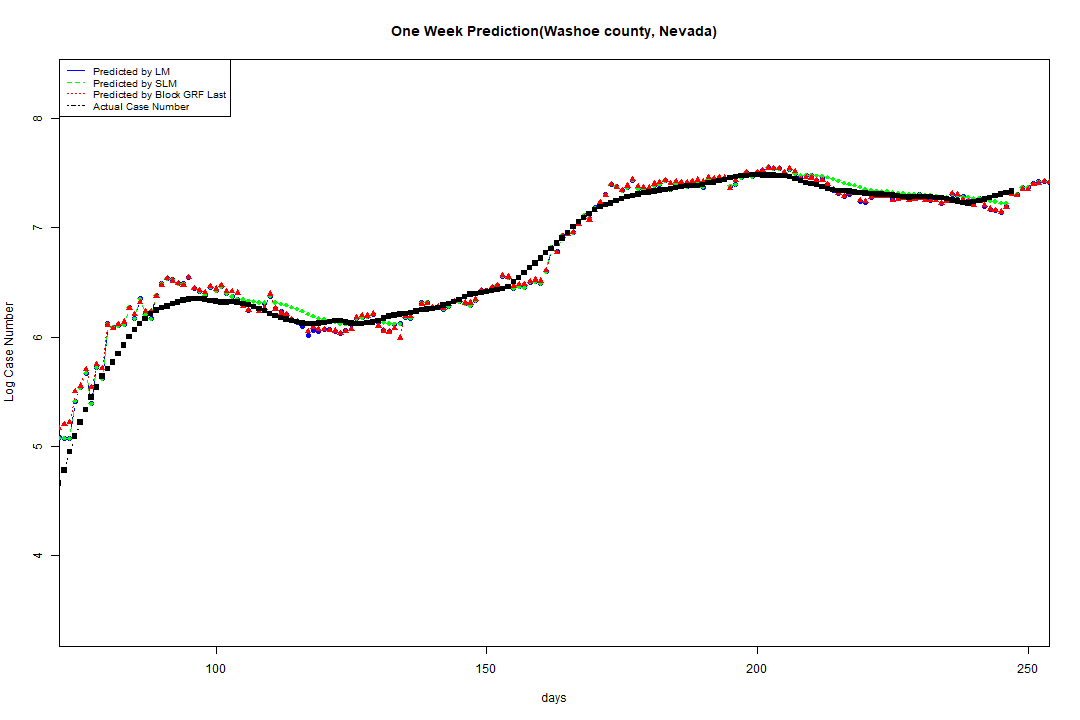 One Week Prediction(Washoe county, Nevada)
Predicted by LM
Predicted by SLM
Predicted by Block GRF Last
Actual Case Number
8
7
6
5
4
Log Case Number
100 150 200 250
days